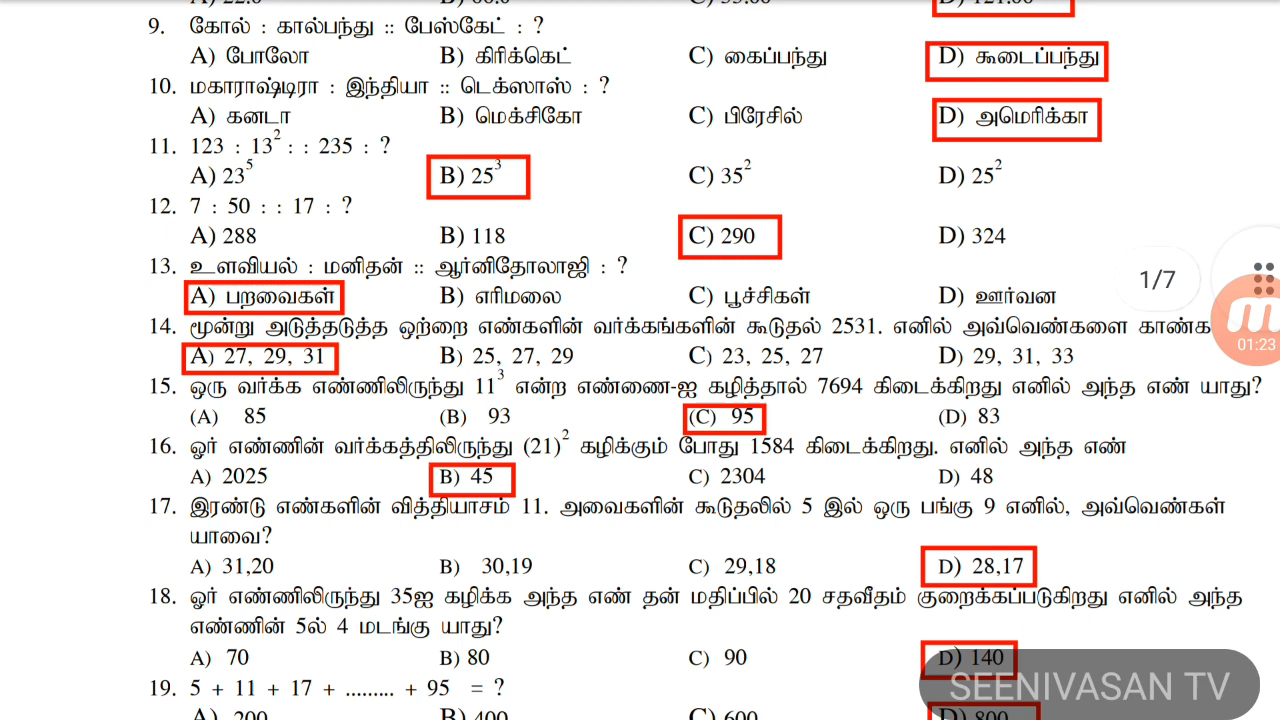 9. கோல் : கால்பந்து :: பேஸ்கேட் : ?
A) போலோ B) கிரிக்கெட் C) கைப்பந்து D) கூடைப்பந்து
10. மகாராஷ்டிரா : இந்தியா :: டெக்ஸாஸ் : ?
A) கனடா B) மெக்சிகோ C) பிரேசில் D) அமெரிக்கா
11. 123 : 13² : : 235 : ?
A) 23⁵ B) 25³ C) 35² D) 25²
12. 7 : 50 : : 17 : ?
A) 288 B) 118 C) 290 D) 324
13. உளவியல் : மனிதன் :: ஆர்னிதோலாஜி : ?
A) பறவைகள் B) எரிமலை C) பூச்சிகள் D) ஊர்வன
1/7
14. மூன்று அடுத்தடுத்த ஒற்றை எண்களின் வர்க்கங்களின் கூடுதல் 2531. எனில் அவ்வெண்களை காண்க
01:23
A) 27, 29, 31 B) 25, 27, 29 C) 23, 25, 27 D) 29, 31, 33
15. ஒரு வர்க்க எண்ணிலிருந்து 11³ என்ற எண்ணை-ஐ கழித்தால் 7694 கிடைக்கிறது எனில் அந்த எண் யாது?
(A) 85 (B) 93 (C) 95 (D) 83
16. ஓர் எண்ணின் வர்க்கத்திலிருந்து (21)² கழிக்கும் போது 1584 கிடைக்கிறது. எனில் அந்த எண்
A) 2025 B) 45 C) 2304 D) 48
17. இரண்டு எண்களின் வித்தியாசம் 11. அவைகளின் கூடுதலில் 5 இல் ஒரு பங்கு 9 எனில், அவ்வெண்கள்
யாவை?
A) 31,20 B) 30,19 C) 29,18 D) 28,17
18. ஓர் எண்ணிலிருந்து 35ஐ கழிக்க அந்த எண் தன் மதிப்பில் 20 சதவீதம் குறைக்கப்படுகிறது எனில் அந்த
எண்ணின் 5ல் 4 மடங்கு யாது?
A) 70 B) 80 C) 90 D) 140
SEENIVASAN TV
19. 5 + 11 + 17 + ......... + 95 = ?
A) 200 B) 400 C) 600 D) 800